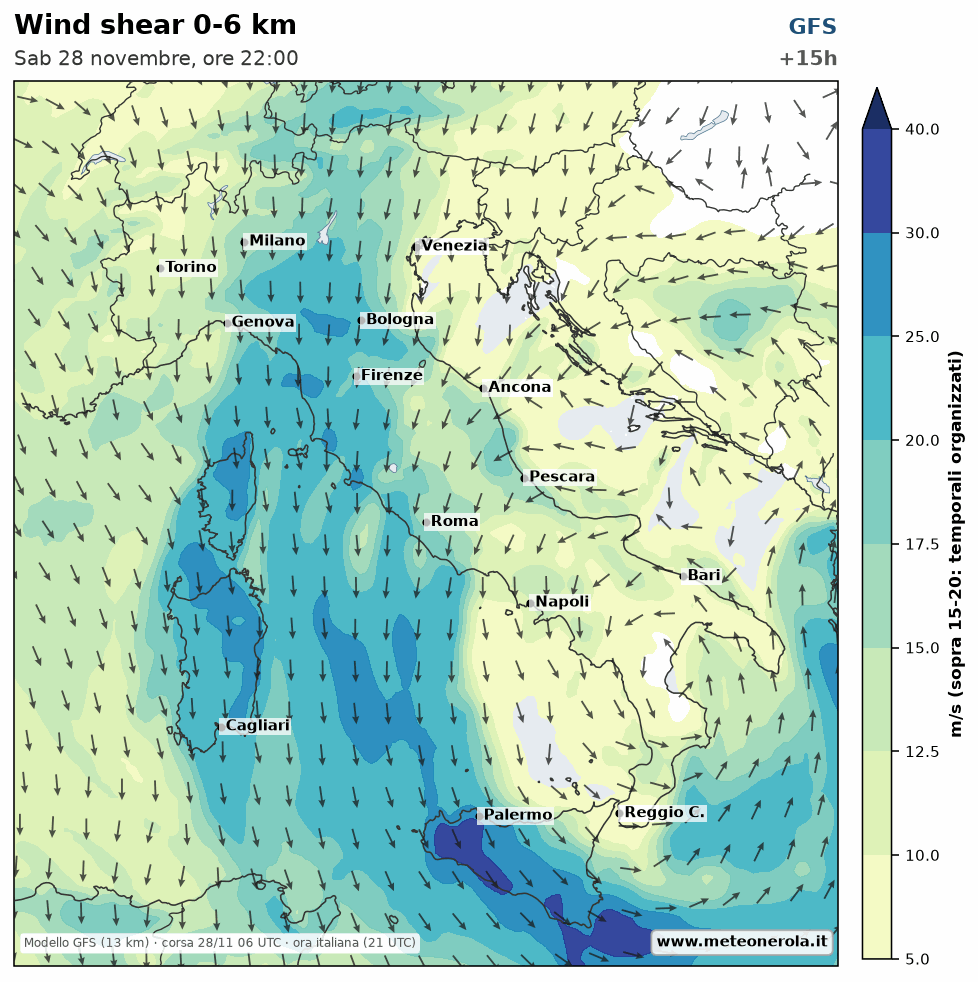 Wind shear 0-6 km
GFS
Sab 28 novembre, ore 22:00
+15h
40.0
30.0
25.0
20.0
17.5
15.0
12.5
10.0
5.0
m/s (sopra 15-20: temporali organizzati)
Milano
Venezia
Torino
Genova
Bologna
Firenze
Ancona
Pescara
Roma
Bari
Napoli
Cagliari
Palermo
Reggio C.
Modello GFS (13 km) · corsa 28/11 06 UTC · ora italiana (21 UTC)
www.meteonerola.it